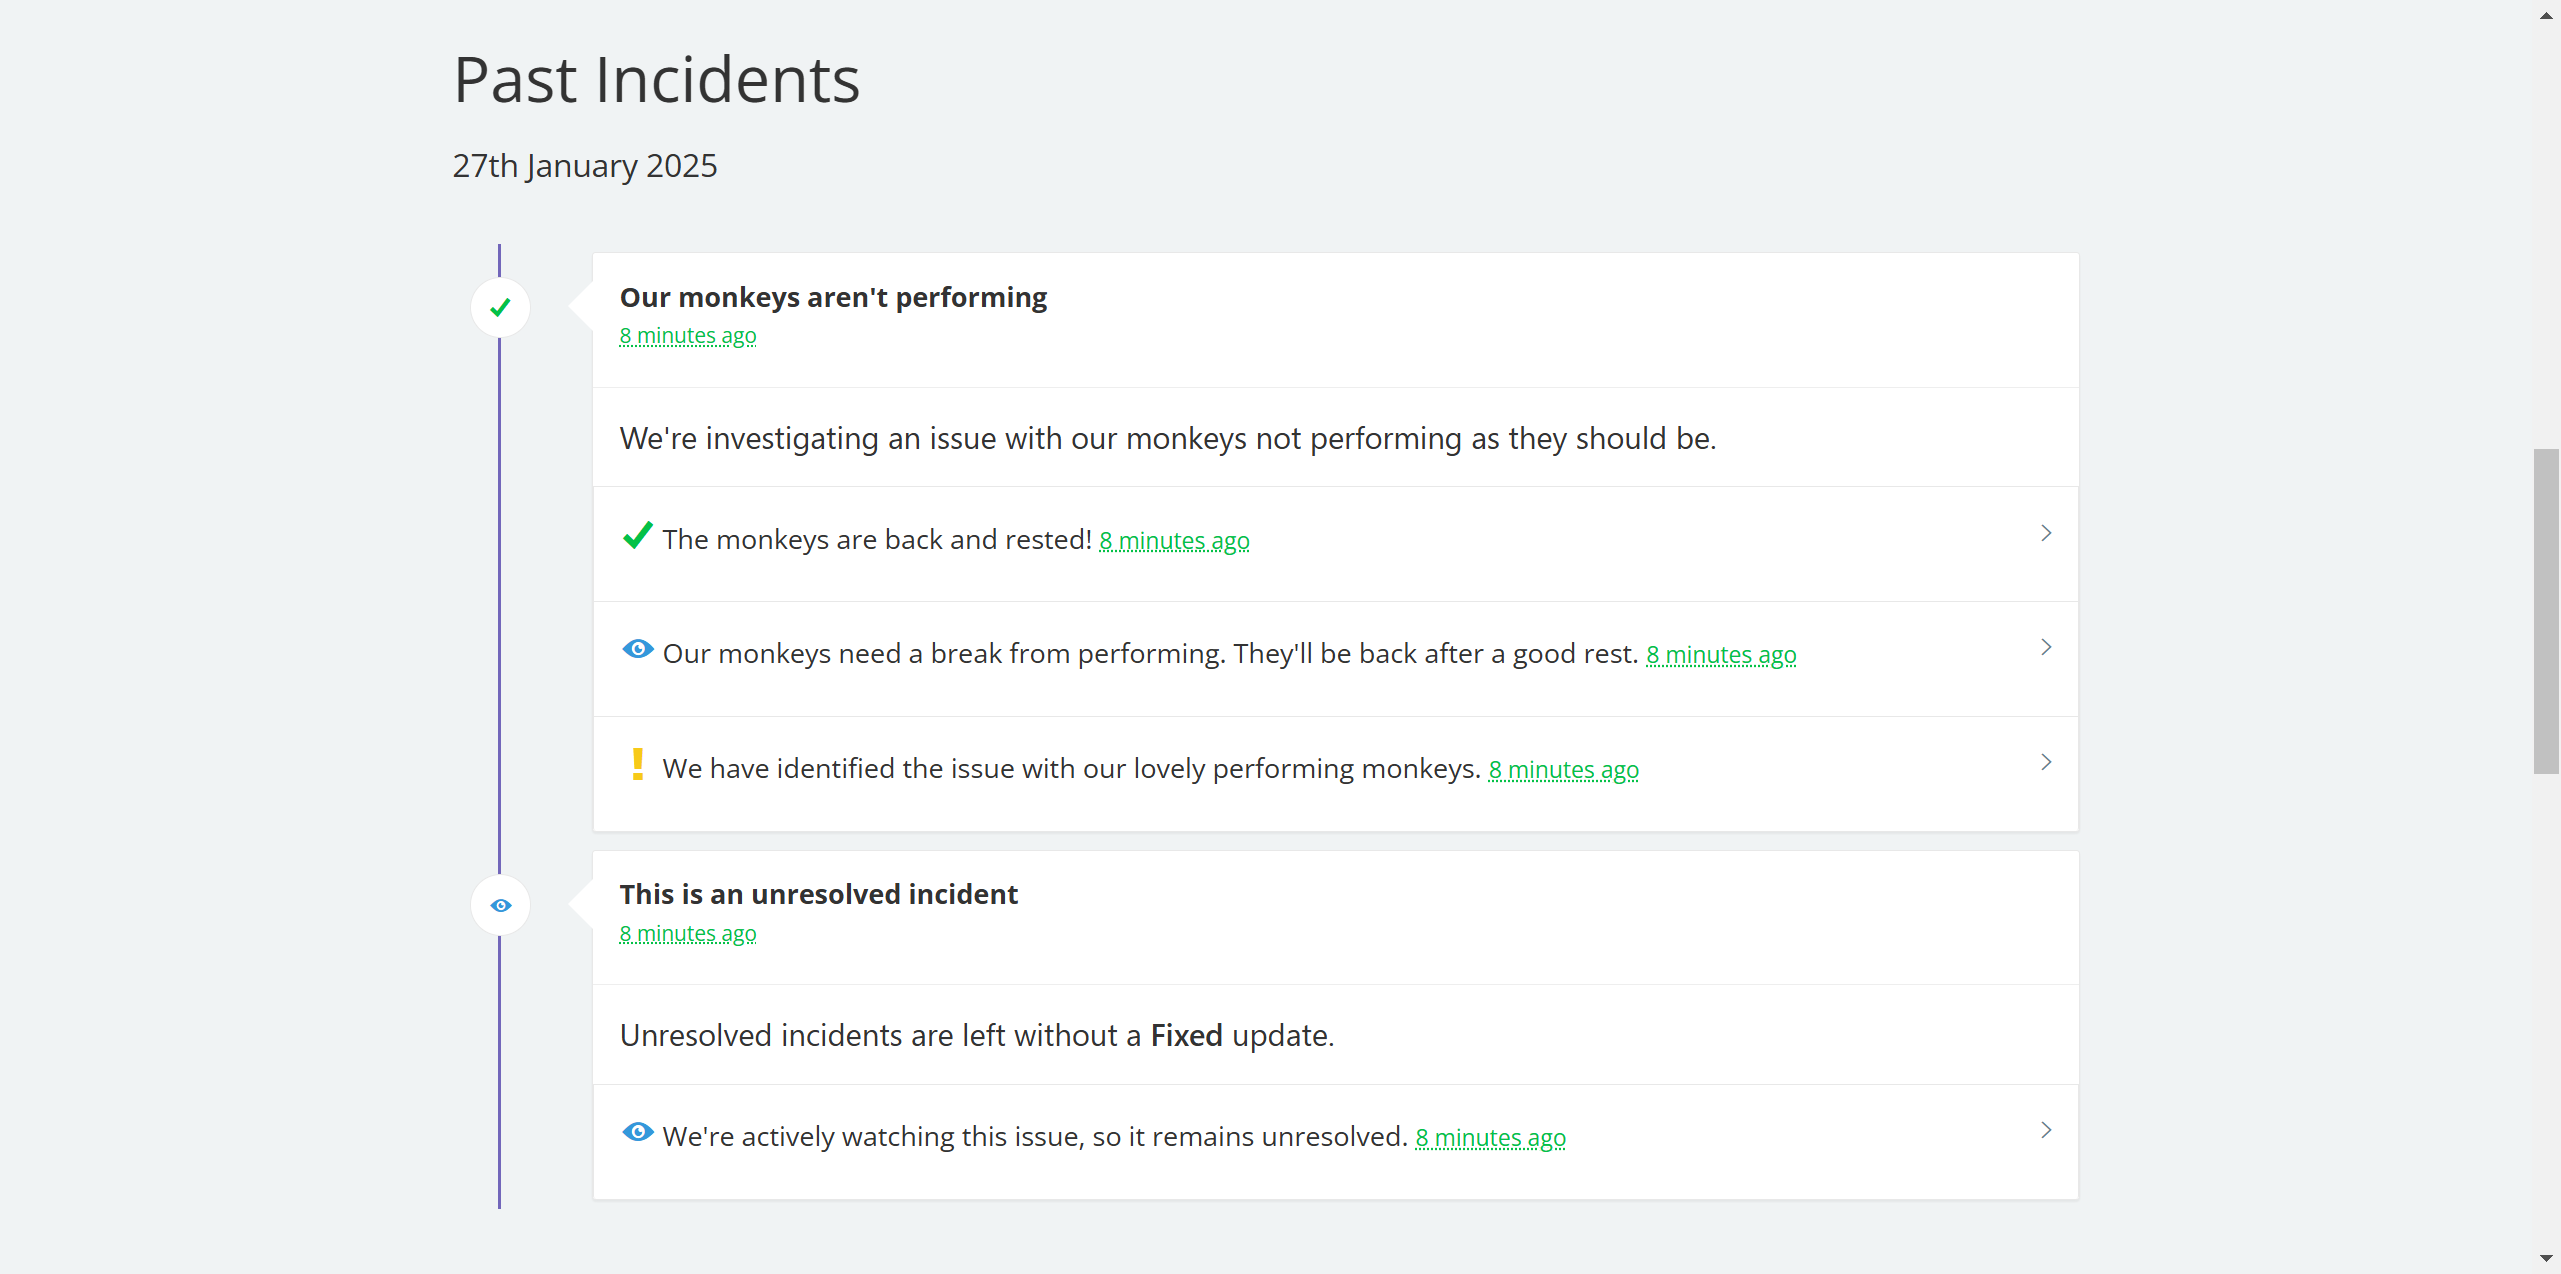 Past Incidents
27th January 2025
Our monkeys aren't performing
8 minutes ago
We're investigating an issue with our monkeys not performing as they should be.
The monkeys are back and rested! 8 minutes ago
Our monkeys need a break from performing. They'll be back after a good rest. 8 minutes ago
We have identified the issue with our lovely performing monkeys. 8 minutes ago
This is an unresolved incident
8 minutes ago
Unresolved incidents are left without a Fixed update.
We're actively watching this issue, so it remains unresolved. 8 minutes ago